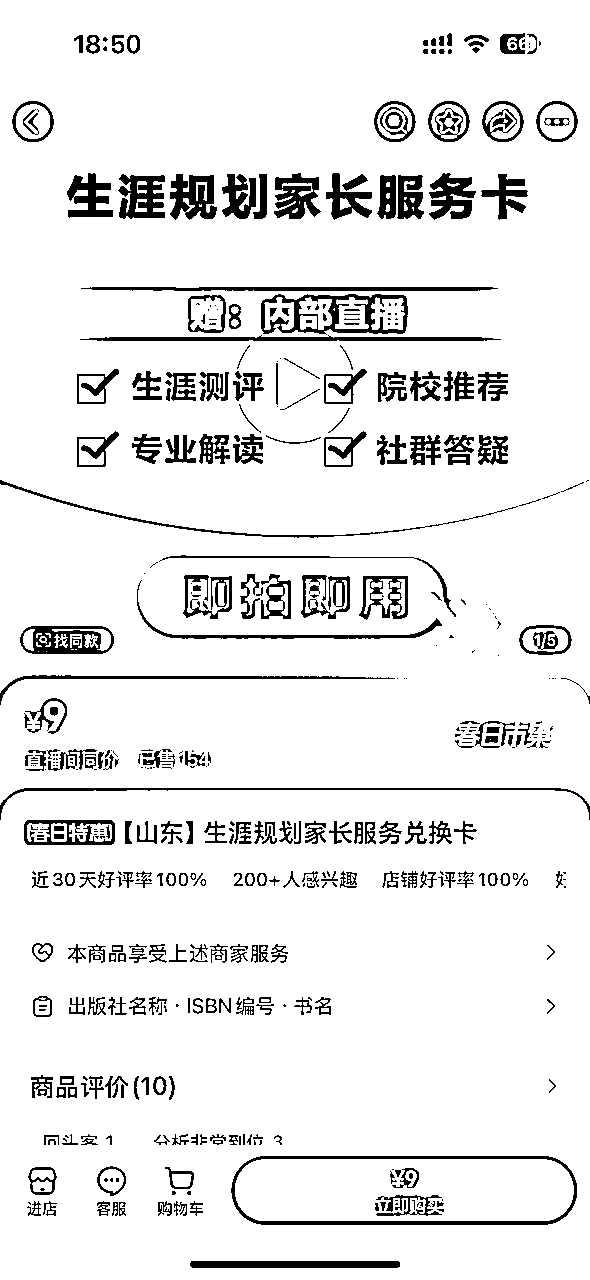 18:50
66
生涯规划家长服务卡
赠: 内部直播
生涯测评 院校推荐
专业解读 社群答疑
即拍即用
找同款 1/5
¥9
直播间同价 已售154
春日市集
春日特惠【山东】生涯规划家长服务兑换卡
近30天好评率100% 200+人感兴趣 店铺好评率100%
本商品享受上述商家服务
出版社名称·ISBN编号·书名
商品评价(10)
回头客 1 分析非常到位 3
进店 客服 购物车
¥9
立即购买